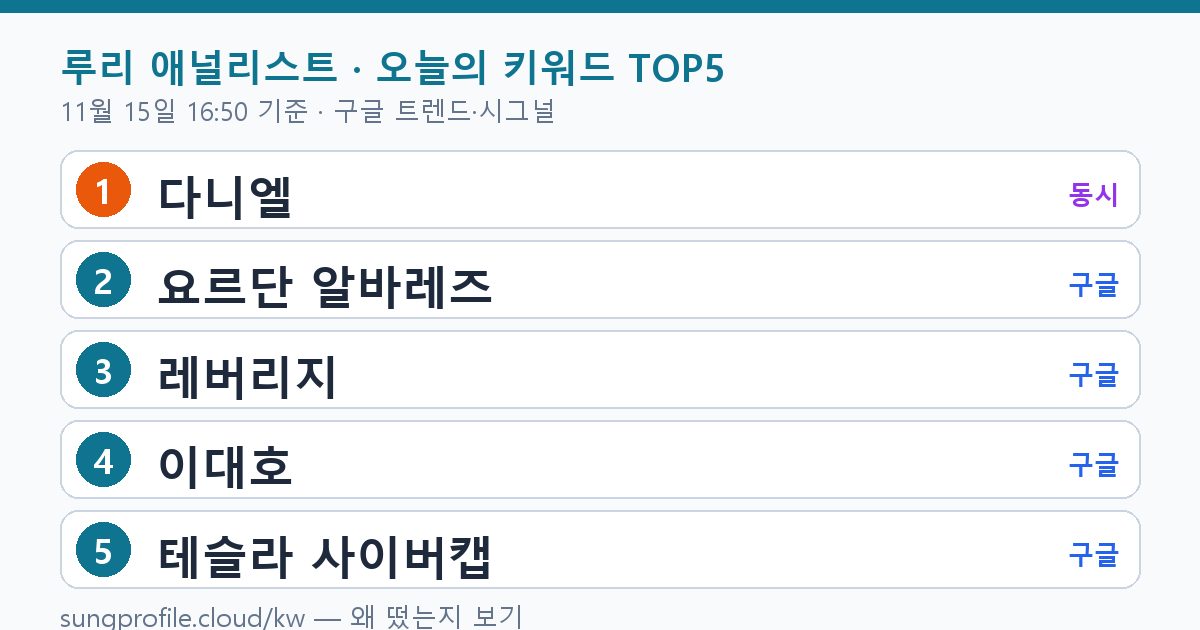 루리 애널리스트 · 오늘의 키워드 TOP5
11월 15일 16:50 기준 · 구글 트렌드·시그널
1 다니엘 동시
2 요르단 알바레즈 구글
3 레버리지 구글
4 이대호 구글
5 테슬라 사이버캡 구글
sungprofile.cloud/kw — 왜 떴는지 보기